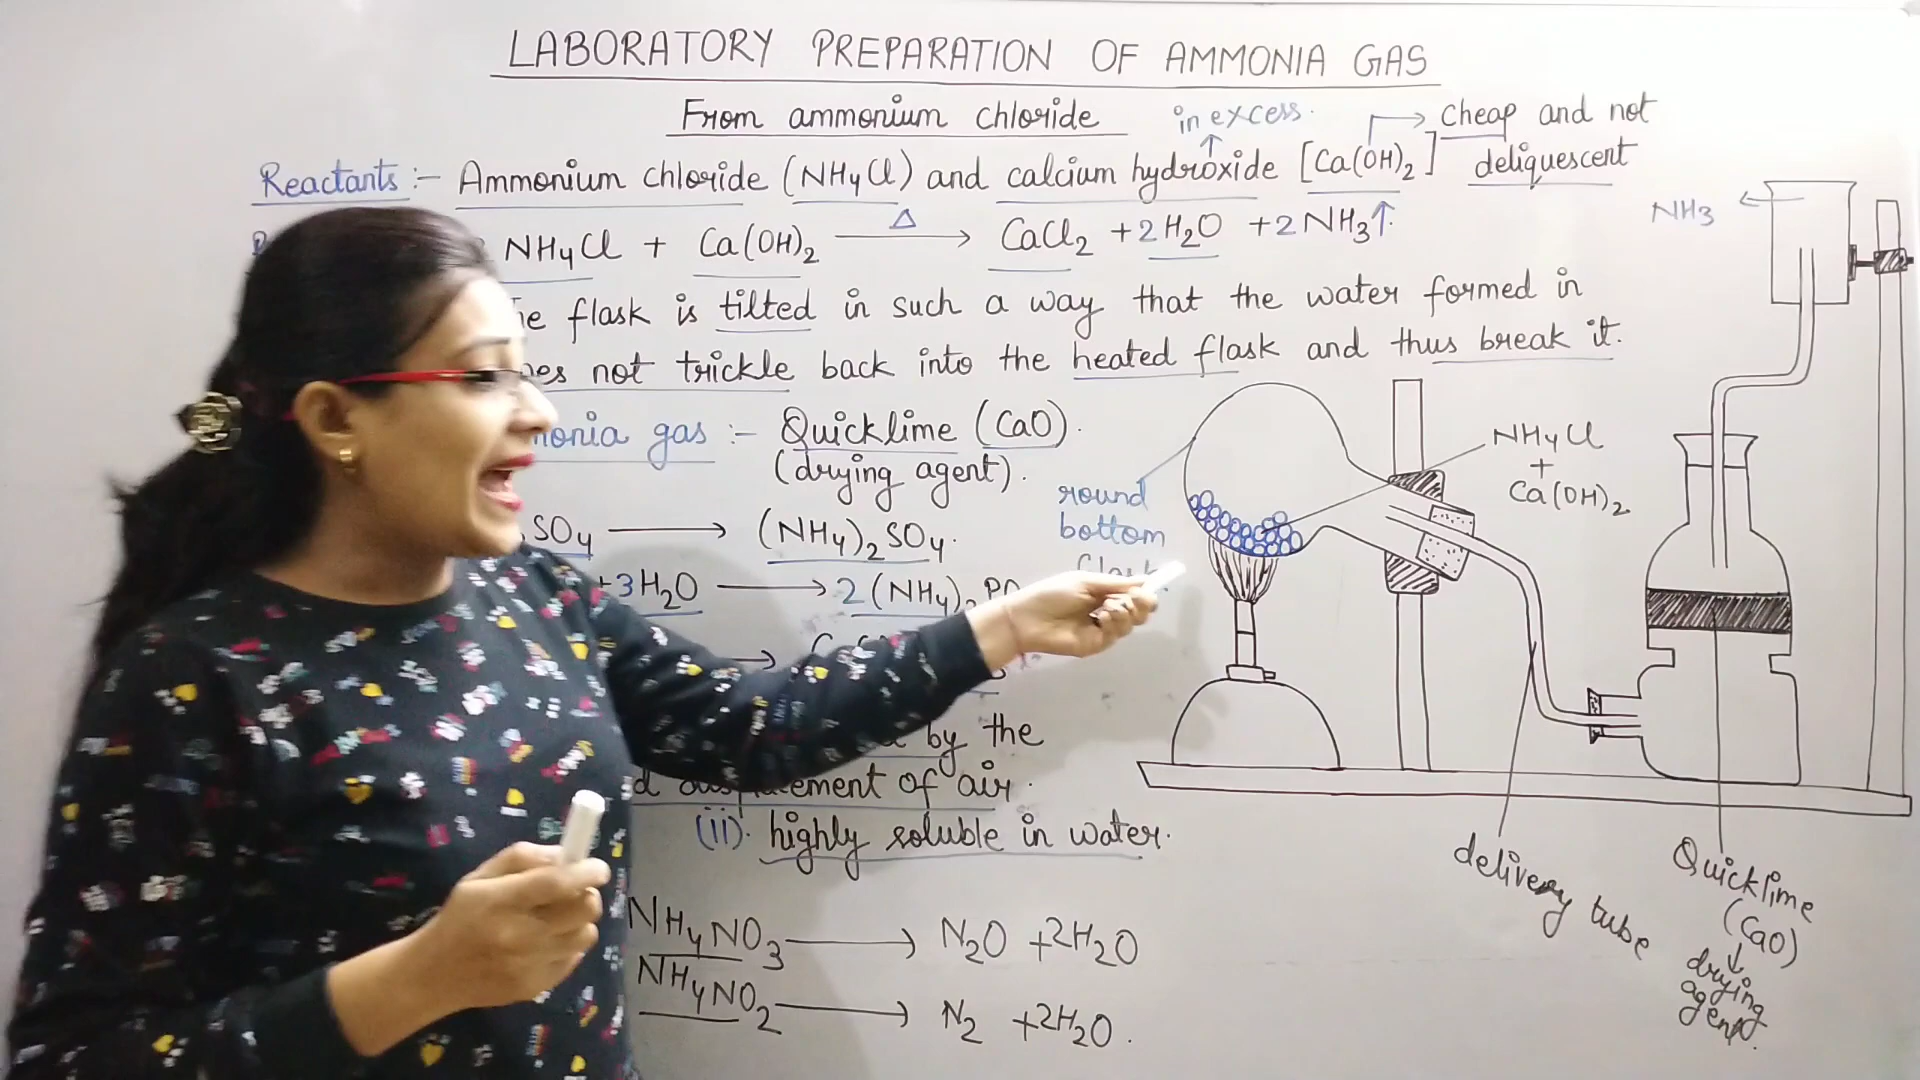 LABORATORY PREPARATION OF AMMONIA GAS
From ammonium chloride
in excess.
cheap and not
deliquescent
Reactants :- Ammonium chloride (NH4Cl) and calcium hydroxide [Ca(OH)2]
NH4Cl + Ca(OH)2 ⟶ Δ CaCl2 + 2H2O + 2NH3↑.
flask is tilted in such a way that the water formed in
not trickle back into the heated flask and thus break it.
gas :- Quicklime (CaO).
(drying agent).
SO4 ⟶ (NH4)2SO4.
+3H2O ⟶ 2(NH4)
by the
of air.
(ii). highly soluble in water.
NH4NO3 ⟶ N2O + 2H2O
NH4NO2 ⟶ N2 + 2H2O.
NH3
round
bottom
NH4Cl
+
Ca(OH)2
delivery tube
Quicklime
(CaO)
↓
drying
agent.